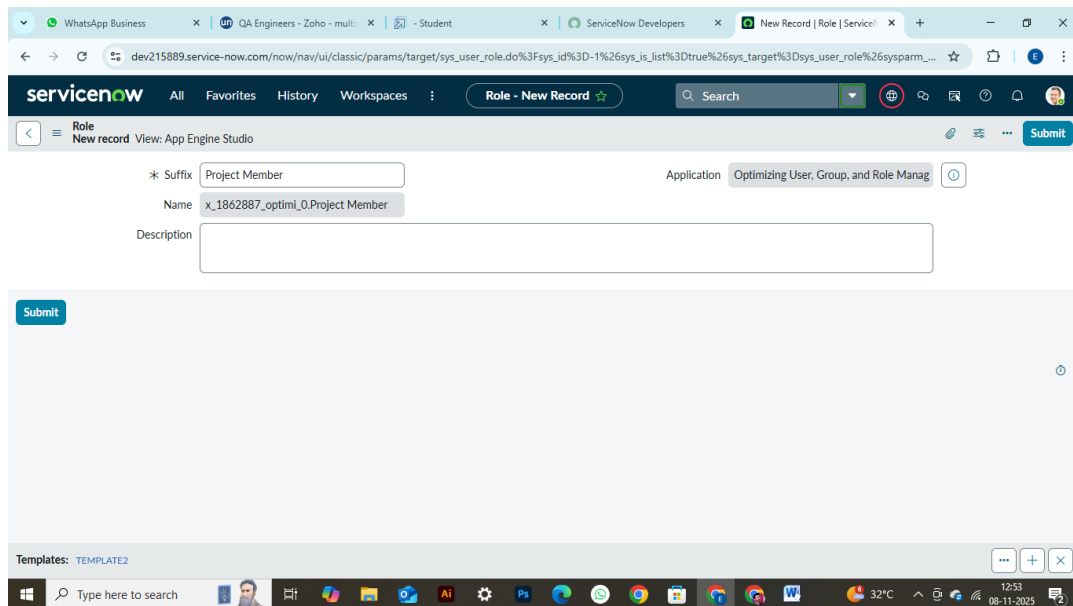 WhatsApp Business
QA Engineers - Zoho - multi
- Student
ServiceNow Developers
New Record | Role | ServiceN
dev215889.service-now.com/now/nav/ui/classic/params/target/sys_user_role.do%3Fsys_id%3D-1%26sys_is_list%3Dtrue%26sys_target%3Dsys_user_role%26sysparm_...
E
servicenow
All
Favorites
History
Workspaces
Role - New Record
Search
Role
New record View: App Engine Studio
Submit
* Suffix
Project Member
Application
Optimizing User, Group, and Role Manag
Name
x_1862887_optimi_0.Project Member
Description
Submit
Templates: TEMPLATE2
Type here to search
Ai
Ps
W
32°C
12:53
08-11-2025
2